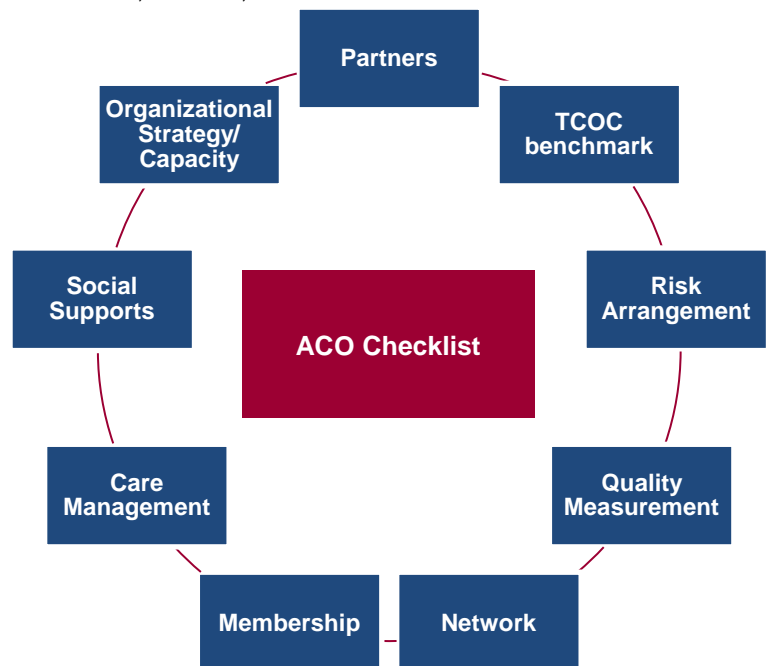 Partners
TCOC
benchmark
Risk
Arrangement
Quality
Measurement
Network
Membership
Care
Management
Social
Supports
Organizational
Strategy/
Capacity
ACO Checklist